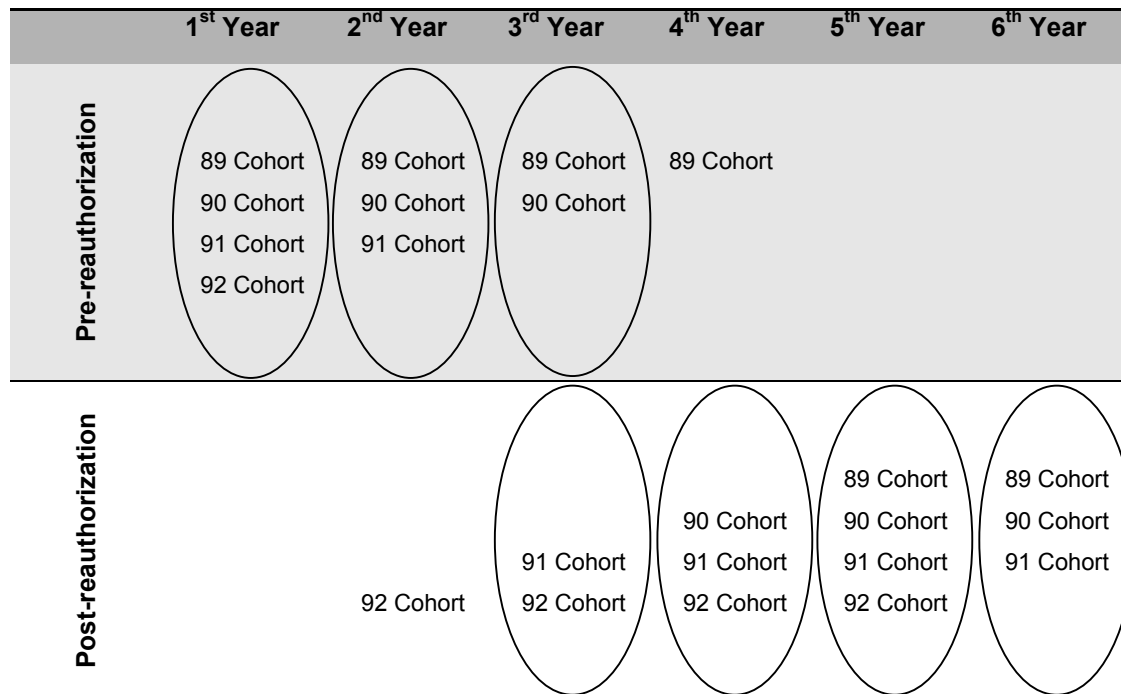 1st Year 2nd Year 3rd Year 4th Year 5th Year 6th Year
Pre-reauthorization
89 Cohort 89 Cohort 89 Cohort 89 Cohort
90 Cohort 90 Cohort 90 Cohort
91 Cohort 91 Cohort
92 Cohort
Post-reauthorization
89 Cohort 89 Cohort
90 Cohort 90 Cohort 90 Cohort
91 Cohort 91 Cohort 91 Cohort 91 Cohort
92 Cohort 92 Cohort 92 Cohort 92 Cohort